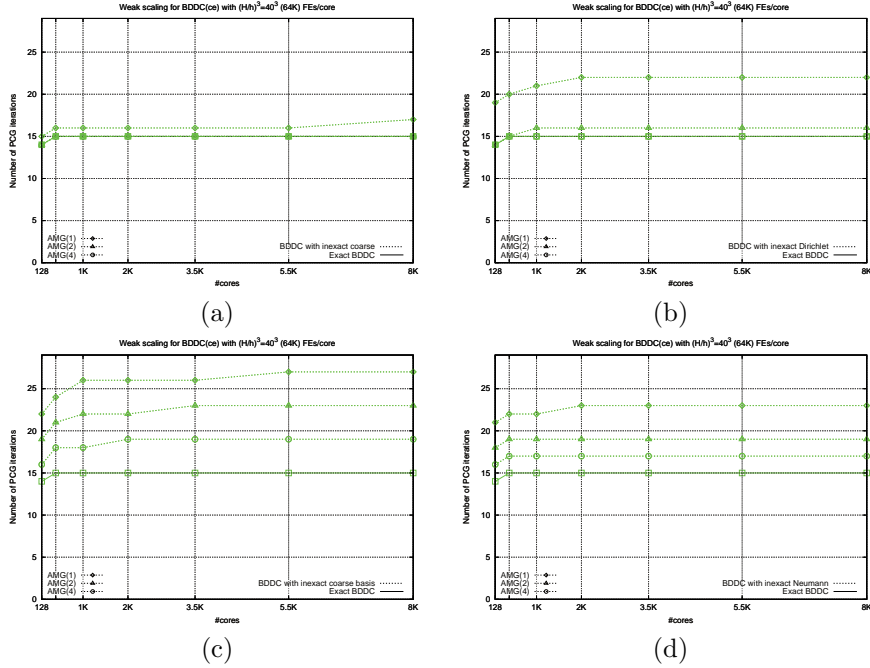 Weak scaling for BDDC(ce) with (H/h)³=40³ (64K) FEs/core
Number of PCG iterations
25
20
15
10
5
0
AMG(1)
AMG(2)
AMG(4)
BDDC with inexact coarse
Exact BDDC
128 1K 2K 3.5K 5.5K 8K
#cores
(a)
Weak scaling for BDDC(ce) with (H/h)³=40³ (64K) FEs/core
Number of PCG iterations
25
20
15
10
5
0
AMG(1)
AMG(2)
AMG(4)
BDDC with inexact Dirichlet
Exact BDDC
128 1K 2K 3.5K 5.5K 8K
#cores
(b)
Weak scaling for BDDC(ce) with (H/h)³=40³ (64K) FEs/core
Number of PCG iterations
25
20
15
10
5
0
AMG(1)
AMG(2)
AMG(4)
BDDC with inexact coarse basis
Exact BDDC
128 1K 2K 3.5K 5.5K 8K
#cores
(c)
Weak scaling for BDDC(ce) with (H/h)³=40³ (64K) FEs/core
Number of PCG iterations
25
20
15
10
5
0
AMG(1)
AMG(2)
AMG(4)
BDDC with inexact Neumann
Exact BDDC
128 1K 2K 3.5K 5.5K 8K
#cores
(d)